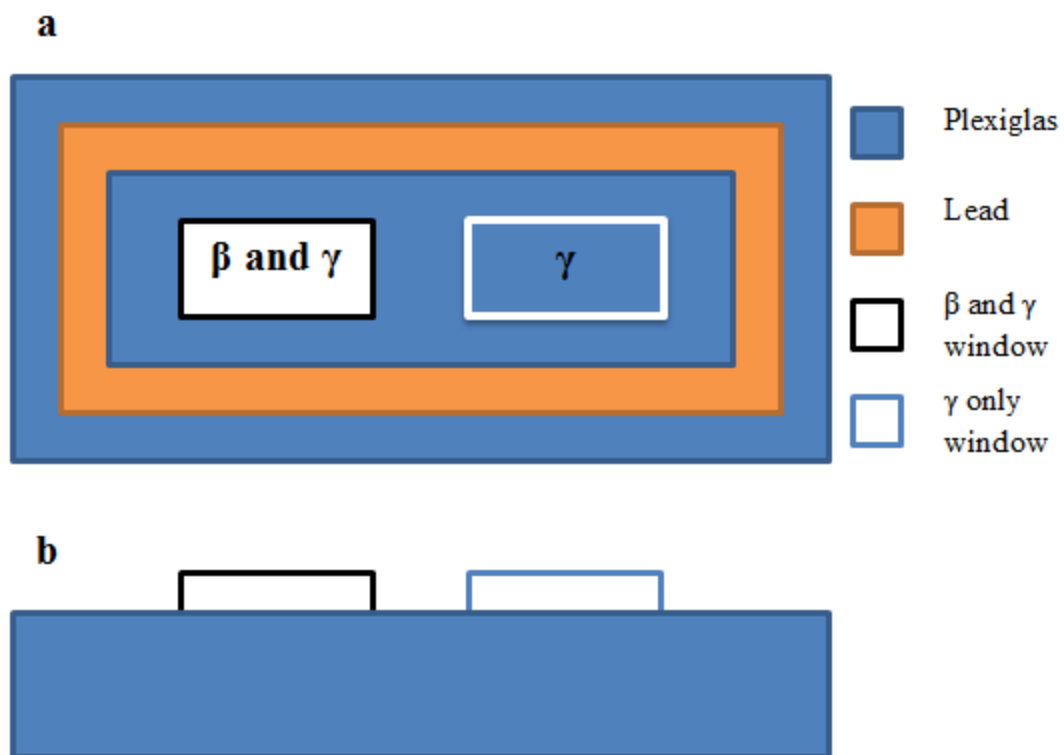 a
Plexiglas
Lead
β and γ
window
γ only
window
β and γ
γ
b